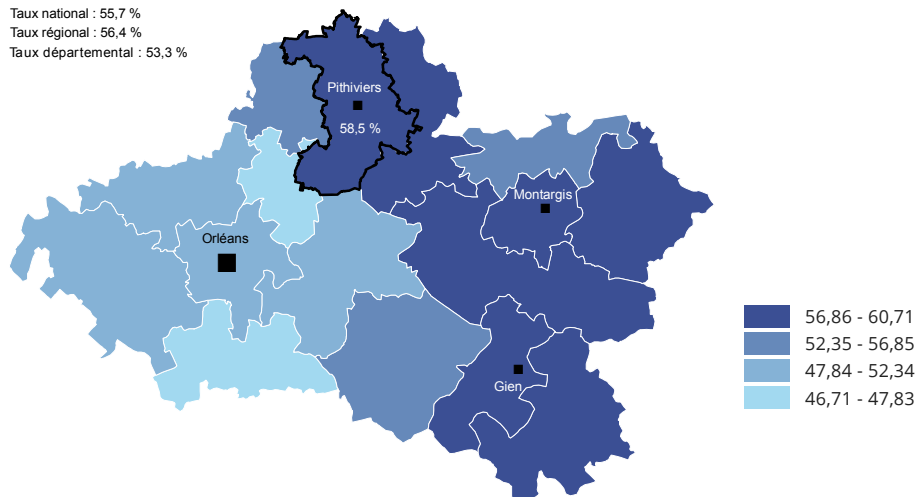 Taux national : 55,7 %
Taux régional : 56,4 %
Taux départemental : 53,3 %
Pithiviers
58,5 %
Montargis
Orléans
Gien
56,86 - 60,71
52,35 - 56,85
47,84 - 52,34
46,71 - 47,83